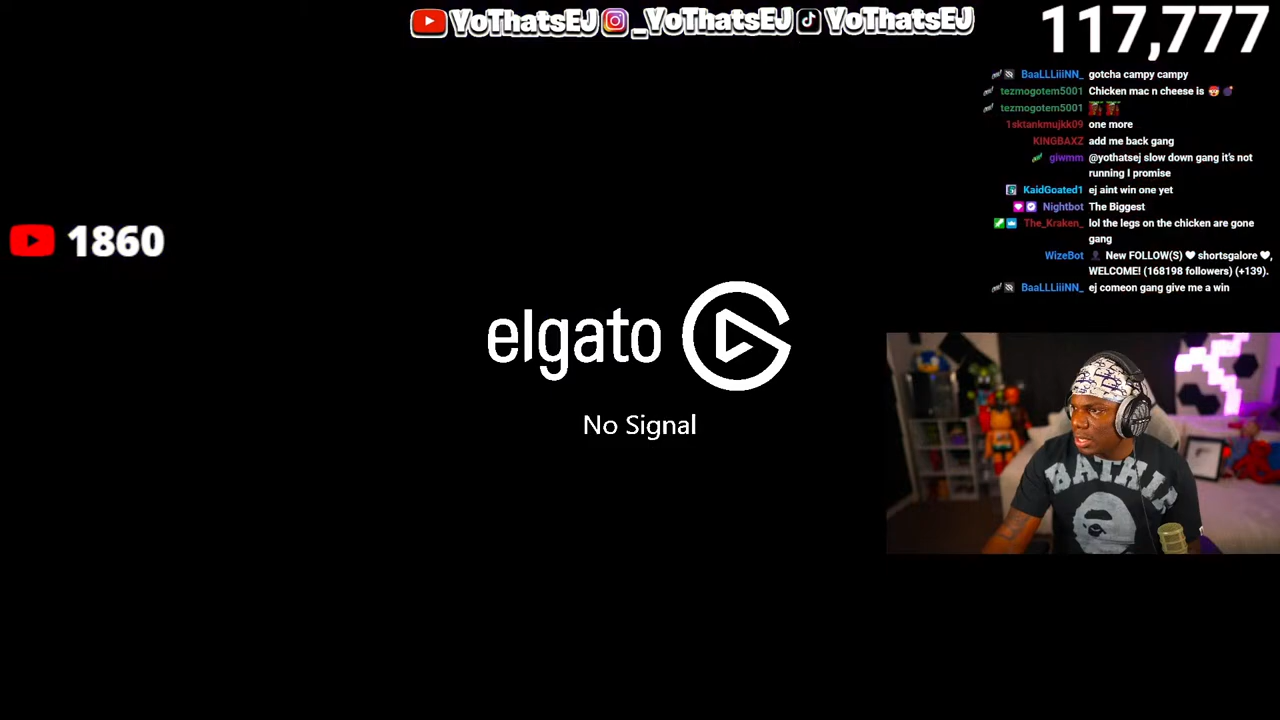 YoThatsEJ _YoThatsEJ YoThatsEJ
117,777
BaaLLLiiiNN_ gotcha campy campy
tezmogotem5001 Chicken mac n cheese is
tezmogotem5001
1sktankmujkk09 one more
KINGBAXZ add me back gang
giwmm @yothatsej slow down gang it's not
running I promise
KaidGoated1 ej aint win one yet
Nightbot The Biggest
The_Kraken_ lol the legs on the chicken are gone
gang
WizeBot New FOLLOW(S) 🖤 shortsgalore 🖤,
WELCOME! (168198 followers) (+139).
BaaLLLiiiNN_ ej comeon gang give me a win
1860
elgato
No Signal
BATHIN